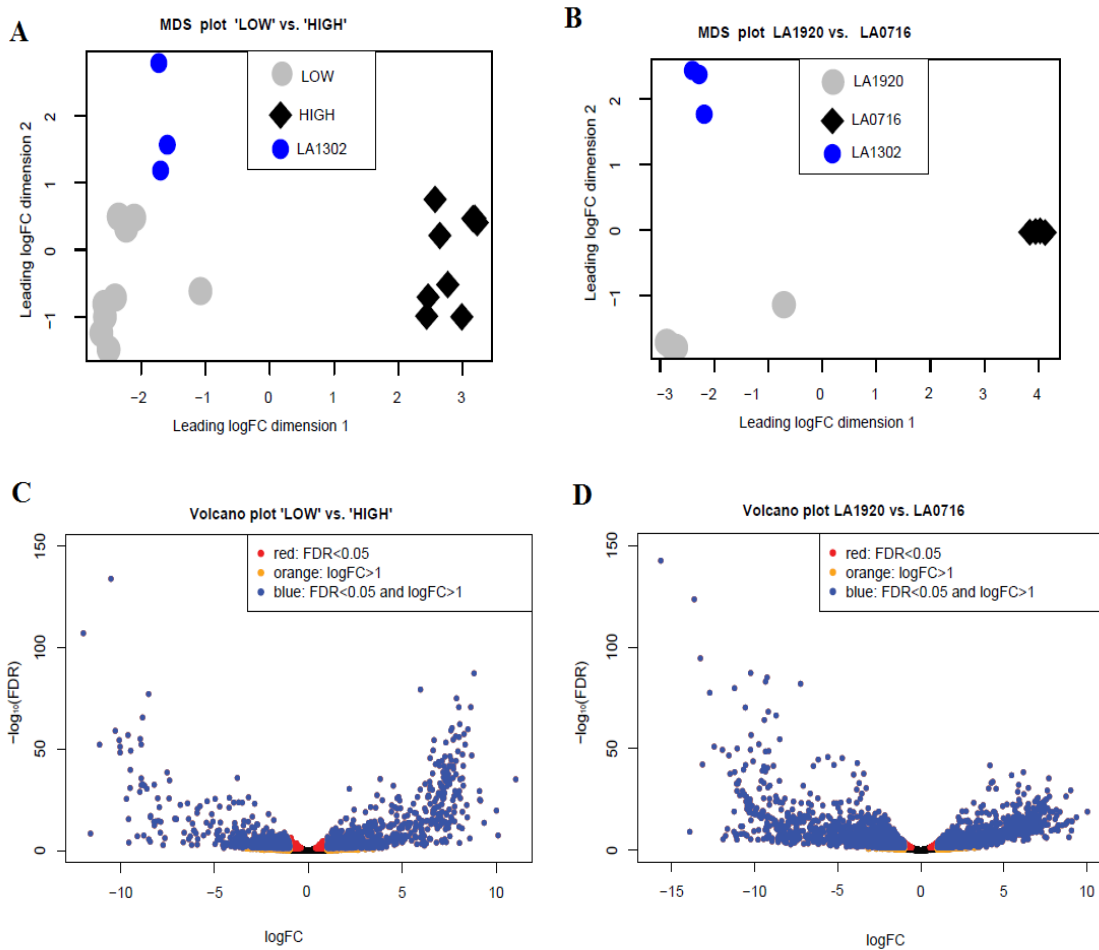 A
MDS plot 'LOW' vs. 'HIGH'
LOW
HIGH
LA1302
Leading logFC dimension 2
2
1
0
−1
−2 −1 0 1 2 3
Leading logFC dimension 1
B
MDS plot LA1920 vs. LA0716
LA1920
LA0716
LA1302
Leading logFC dimension 2
2
1
0
−1
−3 −2 −1 0 1 2 3 4
Leading logFC dimension 1
C
Volcano plot 'LOW' vs. 'HIGH'
red: FDR<0.05
orange: logFC>1
blue: FDR<0.05 and logFC>1
−log₁₀(FDR)
150
100
50
0
−10 −5 0 5 10
logFC
D
Volcano plot LA1920 vs. LA0716
red: FDR<0.05
orange: logFC>1
blue: FDR<0.05 and logFC>1
−log₁₀(FDR)
150
100
50
0
−15 −10 −5 0 5 10
logFC